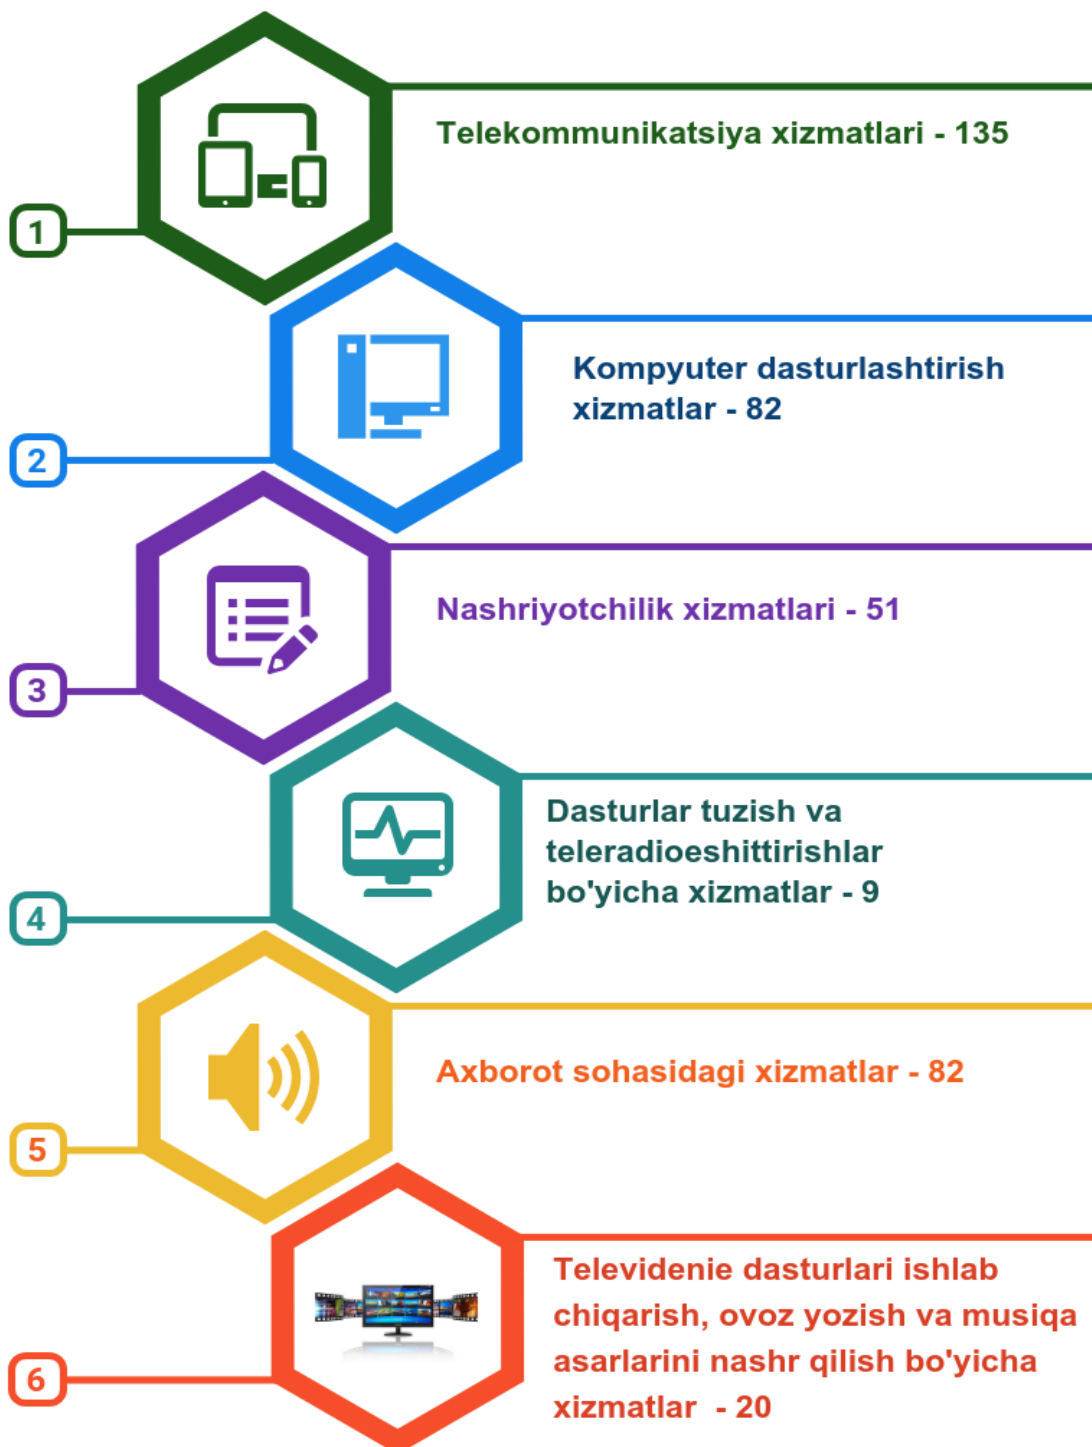 1
Telekommunikatsiya xizmatlari - 135
2
Kompyuter dasturlashtirish
xizmatlar - 82
3
Nashriyotchilik xizmatlari - 51
4
Dasturlar tuzish va
teleradioeshittirishlar
bo'yicha xizmatlar - 9
5
Axborot sohasidagi xizmatlar - 82
6
Televidenie dasturlari ishlab
chiqarish, ovoz yozish va musiqa
asarlarini nashr qilish bo'yicha
xizmatlar - 20